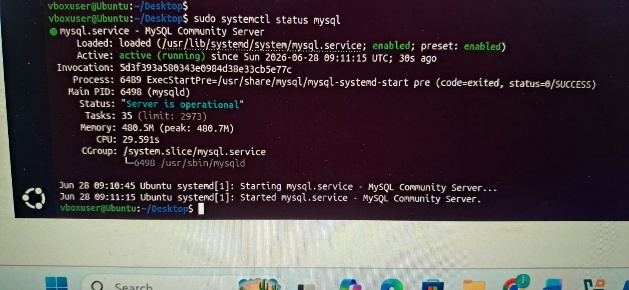 vboxuser@Ubuntu:~/Desktop$
vboxuser@Ubuntu:~/Desktop$ sudo systemctl status mysql
● mysql.service - MySQL Community Server
Loaded: loaded (/usr/lib/systemd/system/mysql.service; enabled; preset: enabled)
Active: active (running) since Sun 2026-06-28 09:11:15 UTC; 30s ago
Invocation: 5d3f393a580343e0984d38e33cb5e77c
Process: 6489 ExecStartPre=/usr/share/mysql/mysql-systemd-start pre (code=exited, status=0/SUCCESS)
Main PID: 6498 (mysqld)
Status: "Server is operational"
Tasks: 35 (limit: 2973)
Memory: 480.5M (peak: 480.7M)
CPU: 29.591s
CGroup: /system.slice/mysql.service
└─6498 /usr/sbin/mysqld
Jun 28 09:10:45 Ubuntu systemd[1]: Starting mysql.service - MySQL Community Server...
Jun 28 09:11:15 Ubuntu systemd[1]: Started mysql.service - MySQL Community Server.
vboxuser@Ubuntu:~/Desktop$
Search